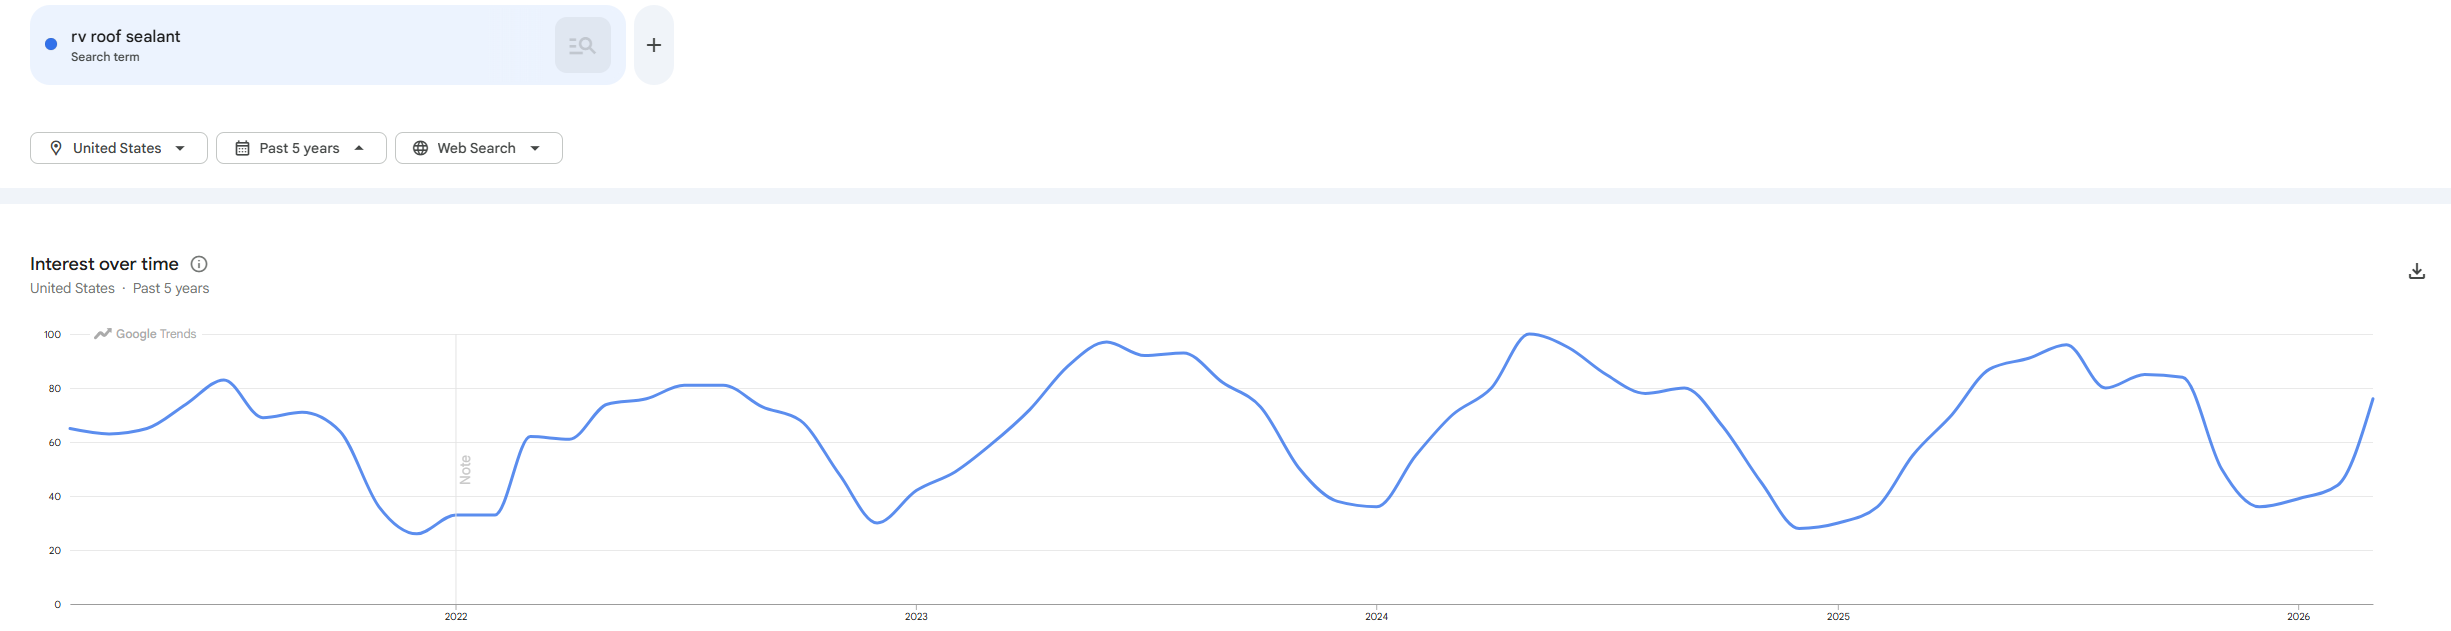 rv roof sealant
Search term
+
United States
Past 5 years
Web Search
Interest over time
United States · Past 5 years
Google Trends
100
80
60
40
20
0
Note
2022
2023
2024
2025
2026